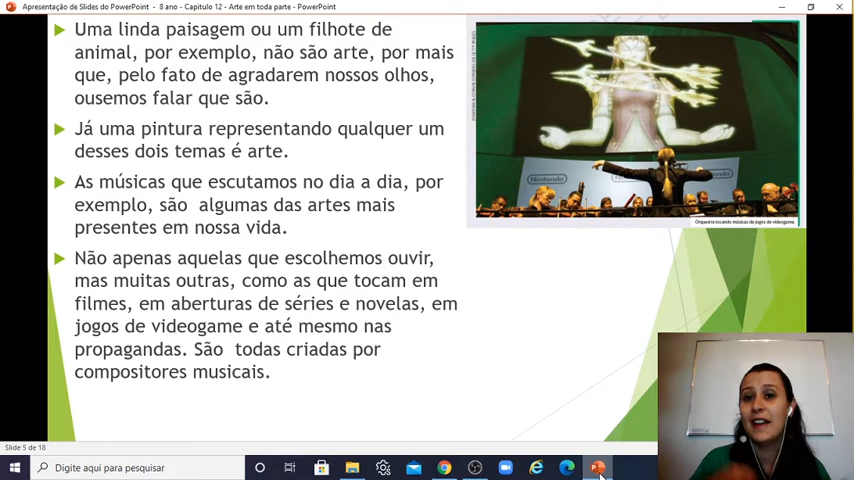 Apresentação de Slides do PowerPoint - 8 ano - Capítulo 12 - Arte em toda parte - PowerPoint
Uma linda paisagem ou um filhote de
animal, por exemplo, não são arte, por mais
que, pelo fato de agradarem nossos olhos,
ousemos falar que são.
Já uma pintura representando qualquer um
desses dois temas é arte.
As músicas que escutamos no dia a dia, por
exemplo, são algumas das artes mais
presentes em nossa vida.
Não apenas aquelas que escolhemos ouvir,
mas muitas outras, como as que tocam em
filmes, em aberturas de séries e novelas, em
jogos de videogame e até mesmo nas
propagandas. São todas criadas por
compositores musicais.
Nintendo
Nintendo
Orquestra tocando músicas de jogos de videogame.
Slide 5 de 18
Digite aqui para pesquisar